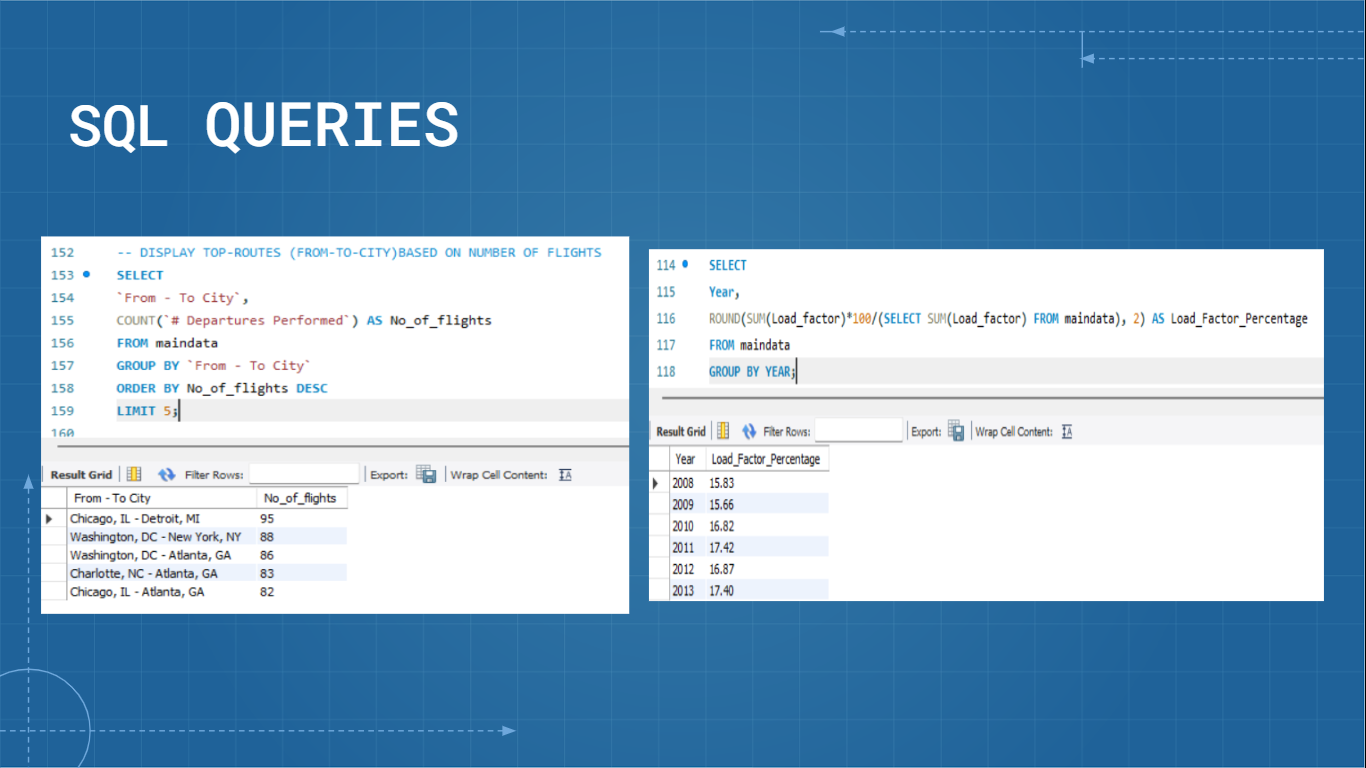 SQL QUERIES
152 -- DISPLAY TOP-ROUTES (FROM-TO-CITY)BASED ON NUMBER OF FLIGHTS
153 SELECT
154 `From - To City`,
155 COUNT(`# Departures Performed`) AS No_of_flights
156 FROM maindata
157 GROUP BY `From - To City`
158 ORDER BY No_of_flights DESC
159 LIMIT 5;
160
Result Grid Filter Rows: Export: Wrap Cell Content: IA
From - To City No_of_flights
Chicago, IL - Detroit, MI 95
Washington, DC - New York, NY 88
Washington, DC - Atlanta, GA 86
Charlotte, NC - Atlanta, GA 83
Chicago, IL - Atlanta, GA 82
114 SELECT
115 Year,
116 ROUND(SUM(Load_factor)*100/(SELECT SUM(Load_factor) FROM maindata), 2) AS Load_Factor_Percentage
117 FROM maindata
118 GROUP BY YEAR;
Result Grid Filter Rows: Export: Wrap Cell Content: IA
Year Load_Factor_Percentage
2008 15.83
2009 15.66
2010 16.82
2011 17.42
2012 16.87
2013 17.40